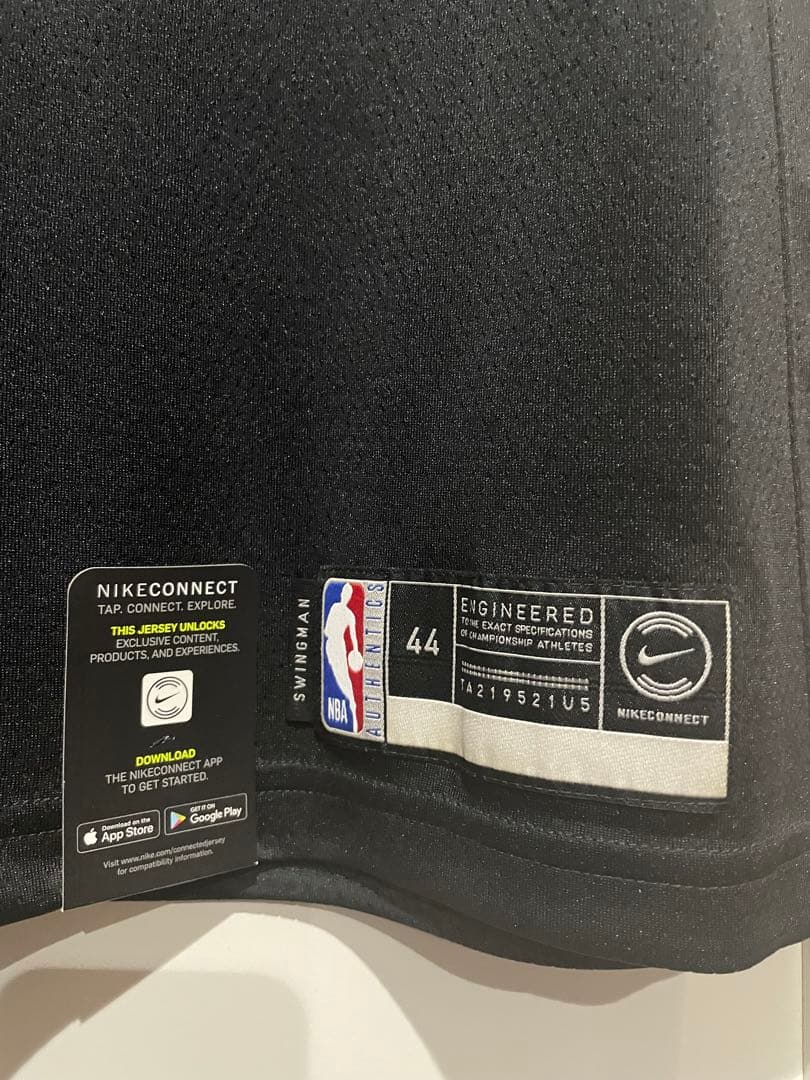 NIKECONNECT
TAP. CONNECT. EXPLORE.
THIS JERSEY UNLOCKS
EXCLUSIVE CONTENT,
PRODUCTS, AND EXPERIENCES.
DOWNLOAD
THE NIKECONNECT APP
TO GET STARTED.
Download on the
App Store
GET IT ON
Google Play
Visit www.nike.com/connectedjersey
for compatibility information.
SWINGMAN
NBA
AUTHENTICS
44
ENGINEERED
TO THE EXACT SPECIFICATIONS
OF CHAMPIONSHIP ATHLETES
TA219521U5
NIKECONNECT